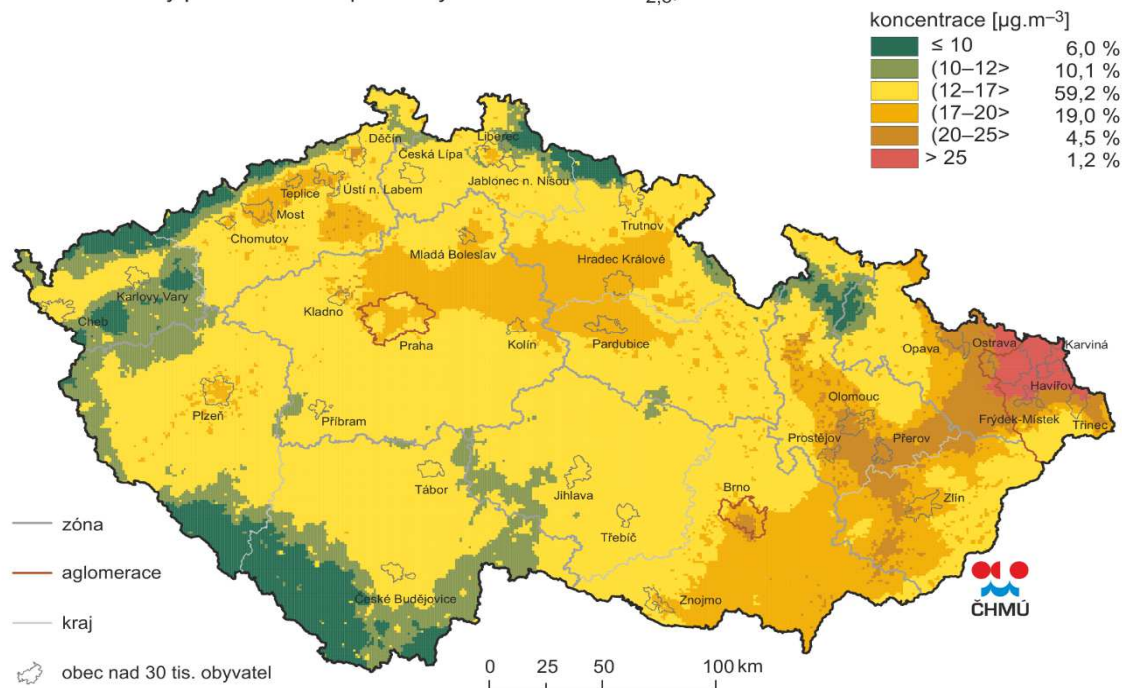 2,5
koncentrace [µg.m–3]
≤ 10 6,0 %
(10–12> 10,1 %
(12–17> 59,2 %
(17–20> 19,0 %
(20–25> 4,5 %
> 25 1,2 %
Děčín
Liberec
Česká Lípa
Jablonec n. Nisou
Ústí n. Labem
Teplice
Most
Chomutov
Trutnov
Mladá Boleslav
Hradec Králové
Karlovy Vary
Kladno
Cheb
Praha
Kolín
Pardubice
Opava
Ostrava
Karviná
Havířov
Olomouc
Frýdek-Místek
Třinec
Plzeň
Příbram
Prostějov
Přerov
Tábor
Jihlava
Brno
Zlín
Třebíč
České Budějovice
Znojmo
ČHMÚ
zóna
aglomerace
kraj
obec nad 30 tis. obyvatel
0 25 50 100 km